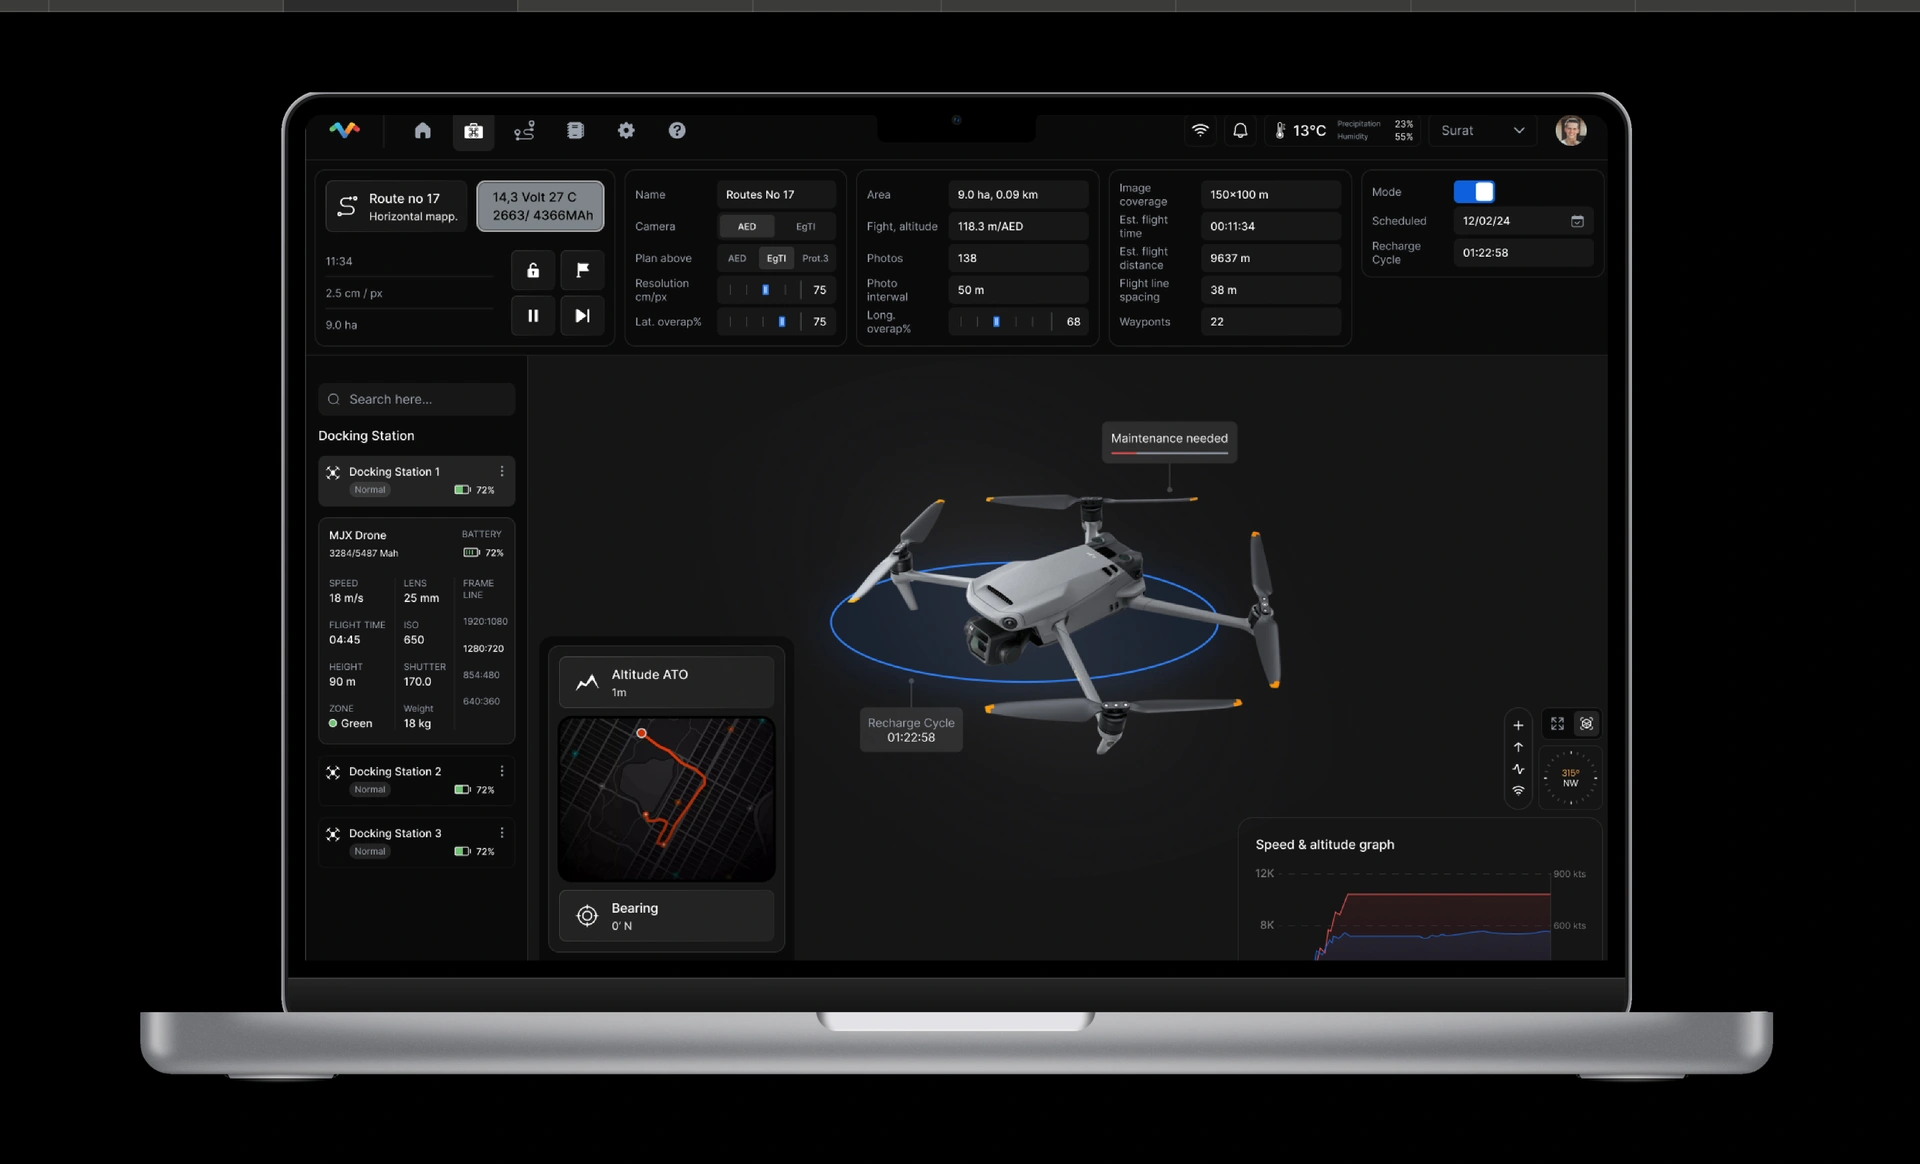 13°C
Precipitation 23%
Humidity 55%
Surat
Route no 17
Horizontal mapp.
14,3 Volt 27 C
2663/ 4366MAh
11:34
2.5 cm / px
9.0 ha
Name Routes No 17
Camera AED EgTI
Plan above AED EgTI Prot.3
Resolution
cm/px 75
Lat. overap% 75
Area 9.0 ha, 0.09 km
Fight, altitude 118.3 m/AED
Photos 138
Photo
interwal 50 m
Long.
overap% 68
Image
coverage 150×100 m
Est. flight
time 00:11:34
Est. flight
distance 9637 m
Flight line
spacing 38 m
Wayponts 22
Mode
Scheduled 12/02/24
Recharge
Cycle 01:22:58
Search here...
Docking Station
Docking Station 1
Normal 72%
MJX Drone BATTERY
3284/5487 Mah 72%
SPEED LENS FRAME
LINE
18 m/s 25 mm
FLIGHT TIME ISO 1920:1080
04:45 650 1280:720
HEIGHT SHUTTER 854:480
90 m 170.0
ZONE Weight 640:360
Green 18 kg
Docking Station 2
Normal 72%
Docking Station 3
Normal 72%
Altitude ATO
1m
Bearing
0' N
Maintenance needed
Recharge Cycle
01:22:58
315°
NW
Speed & altitude graph
12K 900 kts
8K 600 kts